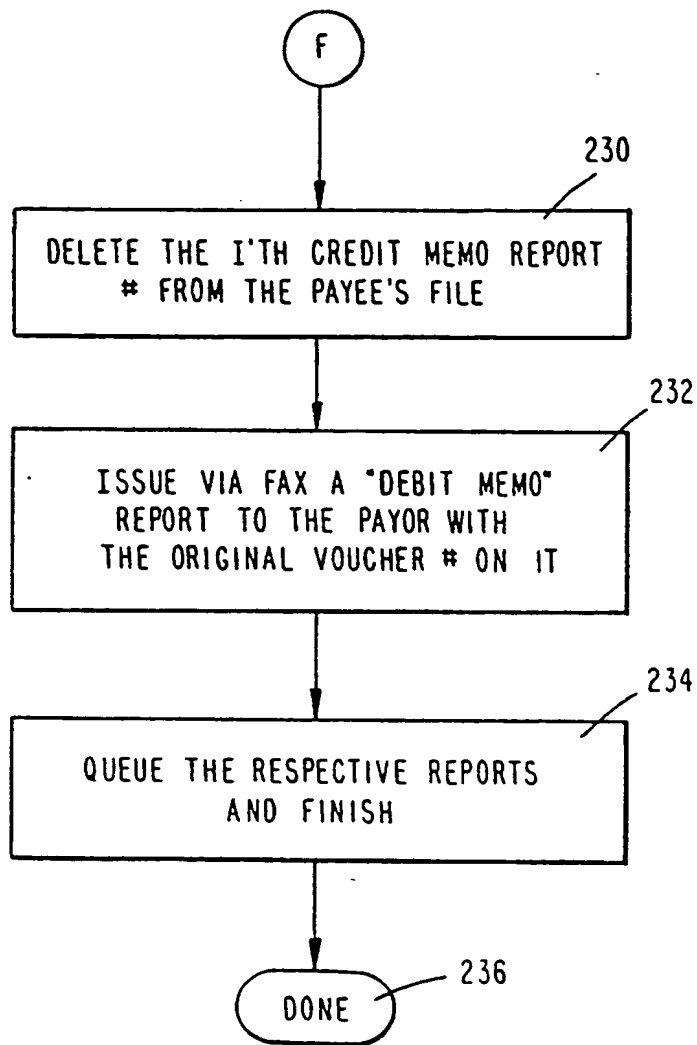 F
230
DELETE THE I'TH CREDIT MEMO REPORT
# FROM THE PAYEE'S FILE
232
ISSUE VIA FAX A "DEBIT MEMO"
REPORT TO THE PAYOR WITH
THE ORIGINAL VOUCHER # ON IT
234
QUEUE THE RESPECTIVE REPORTS
AND FINISH
236
DONE